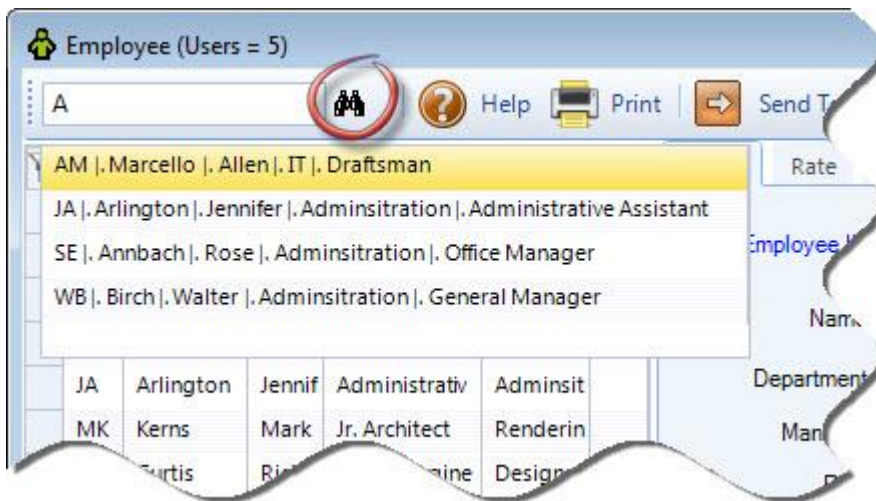 Employee (Users = 5)
A Help Print Send
AM |. Marcello |. Allen |. IT |. Draftsman Rate
JA |. Arlington |. Jennifer |. Adminsitration |. Administrative Assistant
SE |. Annbach |. Rose |. Adminsitration |. Office Manager Employee
WB |. Birch |. Walter |. Adminsitration |. General Manager
JA Arlington Jennif Administrativ Adminsit Department
MK Kerns Mark Jr. Architect Renderin